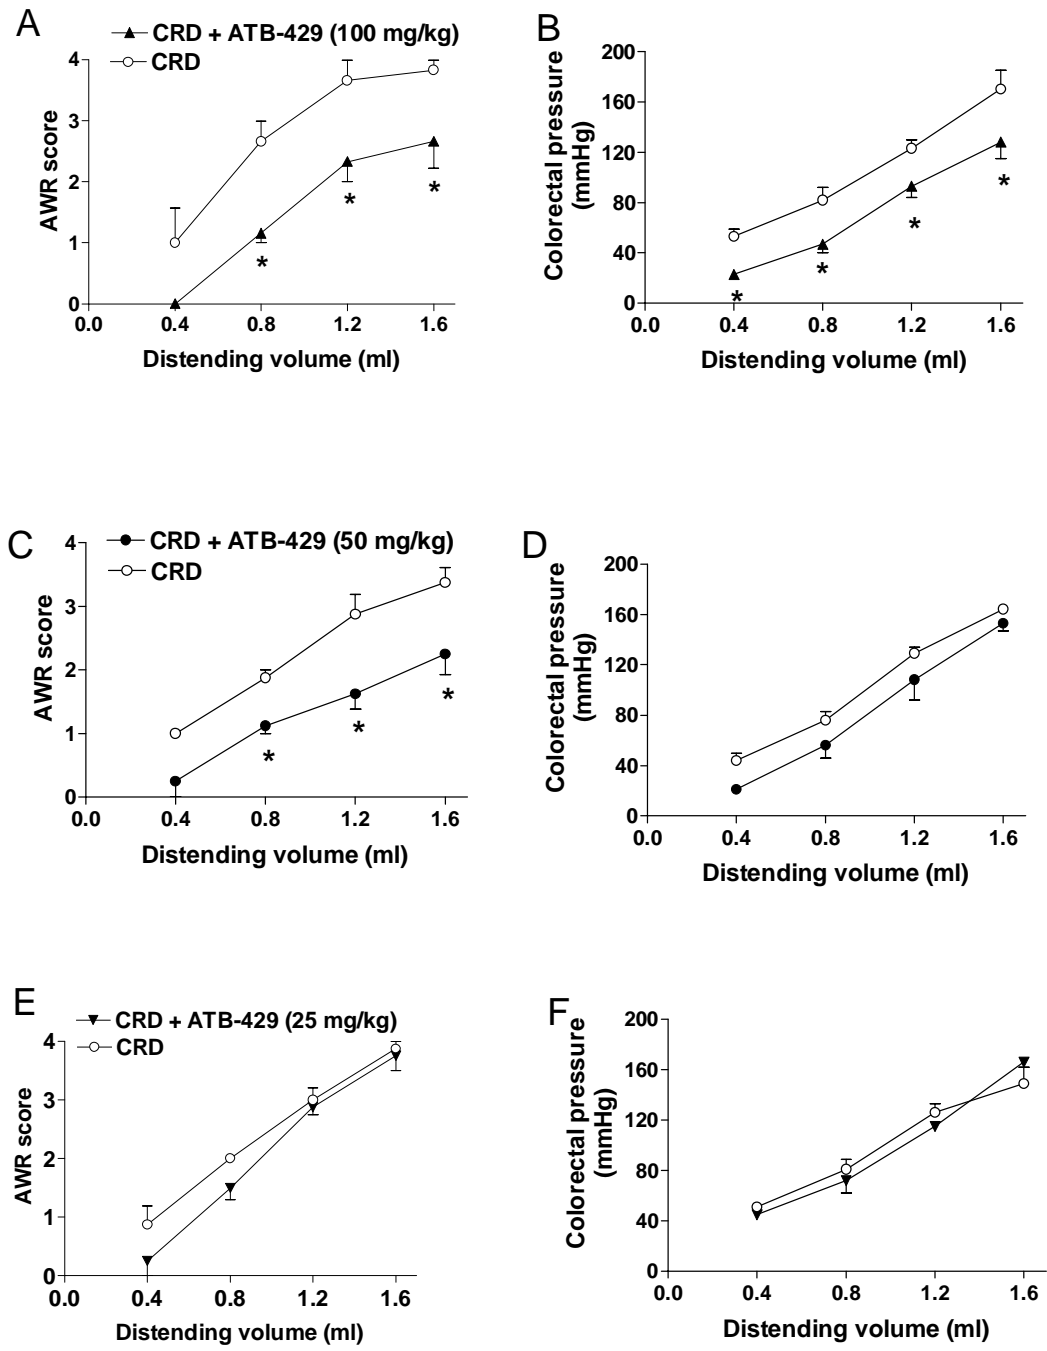 A
CRD + ATB-429 (100 mg/kg)
CRD
AWR score
4
3
2
1
0
0.0 0.4 0.8 1.2 1.6
* * *
Distending volume (ml)
B
Colorectal pressure
(mmHg)
200
160
120
80
40
0
0.0 0.4 0.8 1.2 1.6
* * * *
Distending volume (ml)
C
CRD + ATB-429 (50 mg/kg)
CRD
AWR score
4
3
2
1
0
0.0 0.4 0.8 1.2 1.6
* * *
Distending volume (ml)
D
Colorectal pressure
(mmHg)
200
160
120
80
40
0
0.0 0.4 0.8 1.2 1.6
Distending volume (ml)
E
CRD + ATB-429 (25 mg/kg)
CRD
AWR score
4
3
2
1
0
0.0 0.4 0.8 1.2 1.6
Distending volume (ml)
F
Colorectal pressure
(mmHg)
200
160
120
80
40
0
0.0 0.4 0.8 1.2 1.6
Distending volume (ml)